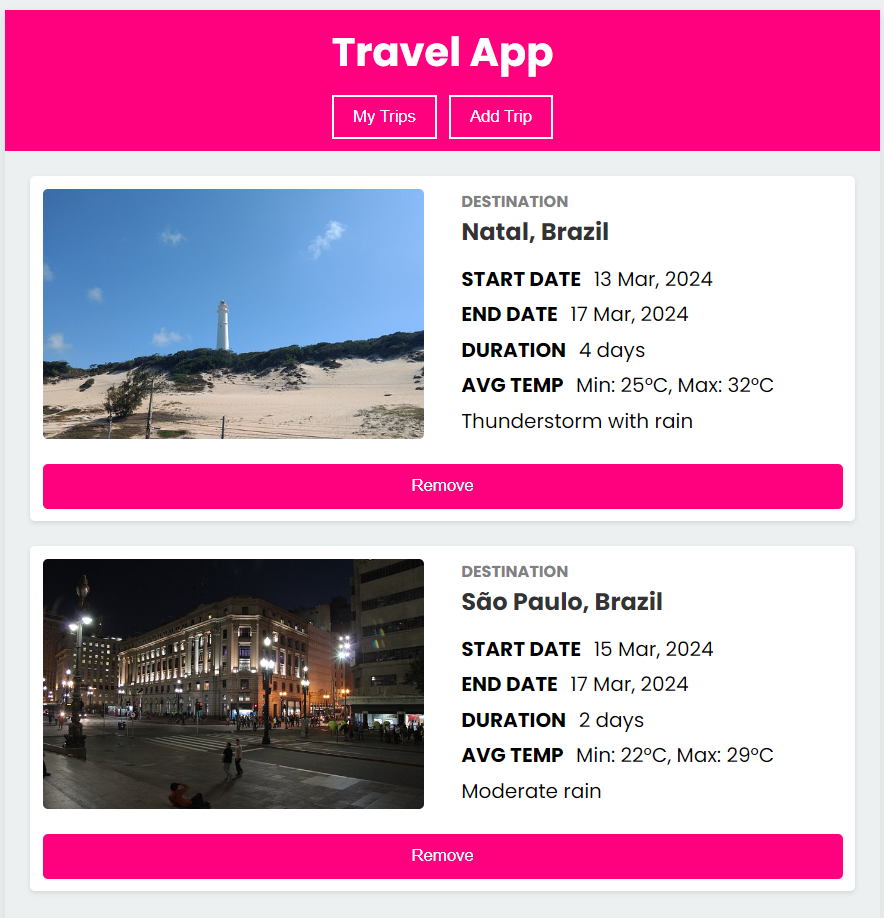 Travel App
My Trips Add Trip
DESTINATION
Natal, Brazil
START DATE 13 Mar, 2024
END DATE 17 Mar, 2024
DURATION 4 days
AVG TEMP Min: 25°C, Max: 32°C
Thunderstorm with rain
Remove
DESTINATION
São Paulo, Brazil
START DATE 15 Mar, 2024
END DATE 17 Mar, 2024
DURATION 2 days
AVG TEMP Min: 22°C, Max: 29°C
Moderate rain
Remove